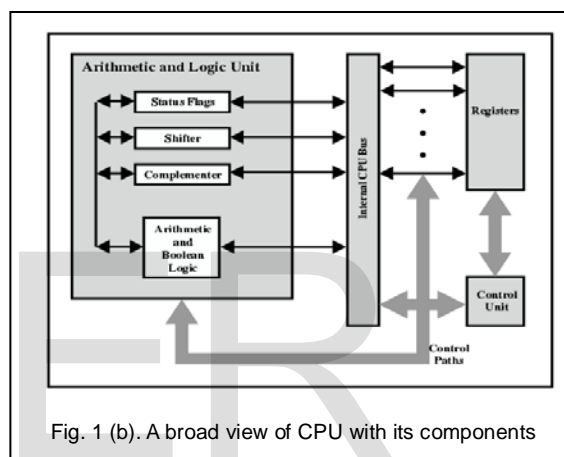 Arithmetic and Logic Unit
Status Flags
Shifter
Complementer
Arithmetic
and
Boolean
Logic
Internal CPU Bus
Registers
Control
Unit
Control
Paths
ER
Fig. 1 (b). A broad view of CPU with its components